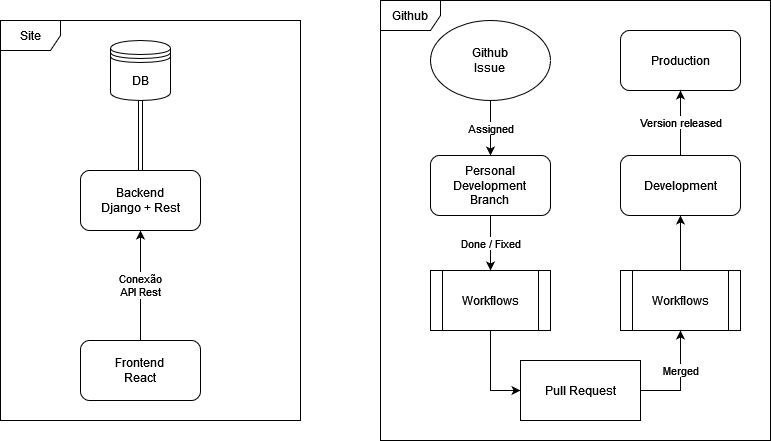 Site
DB
Backend
Django + Rest
Conexão
API Rest
Frontend
React
Github
Github
Issue
Assigned
Personal
Development
Branch
Done / Fixed
Workflows
Pull Request
Merged
Workflows
Development
Version released
Production